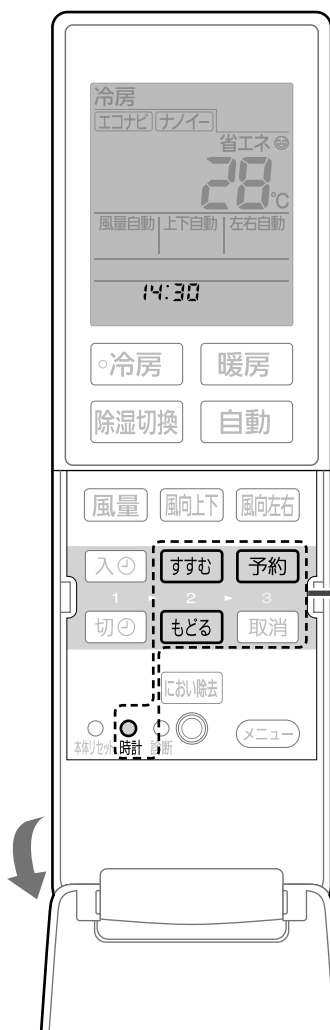 冷房
エコナビ ナノイー
省エネ
28℃
風量自動 上下自動 左右自動
14:30
冷房 暖房
除湿切換 自動
風量 風向上下 風向左右
入 すすむ 予約
1 2 3
切 もどる 取消
におい除去
本体リセット 時計 診断 メニュー